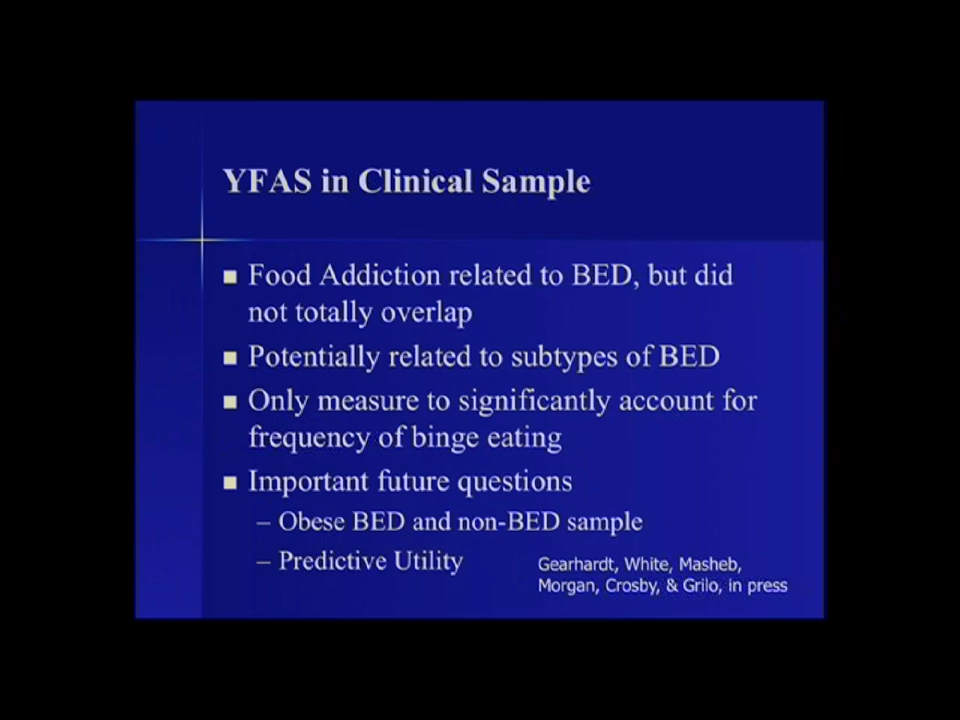 YFAS in Clinical Sample
Food Addiction related to BED, but did
not totally overlap
Potentially related to subtypes of BED
Only measure to significantly account for
frequency of binge eating
Important future questions
– Obese BED and non-BED sample
– Predictive Utility
Gearhardt, White, Masheb,
Morgan, Crosby, & Grilo, in press